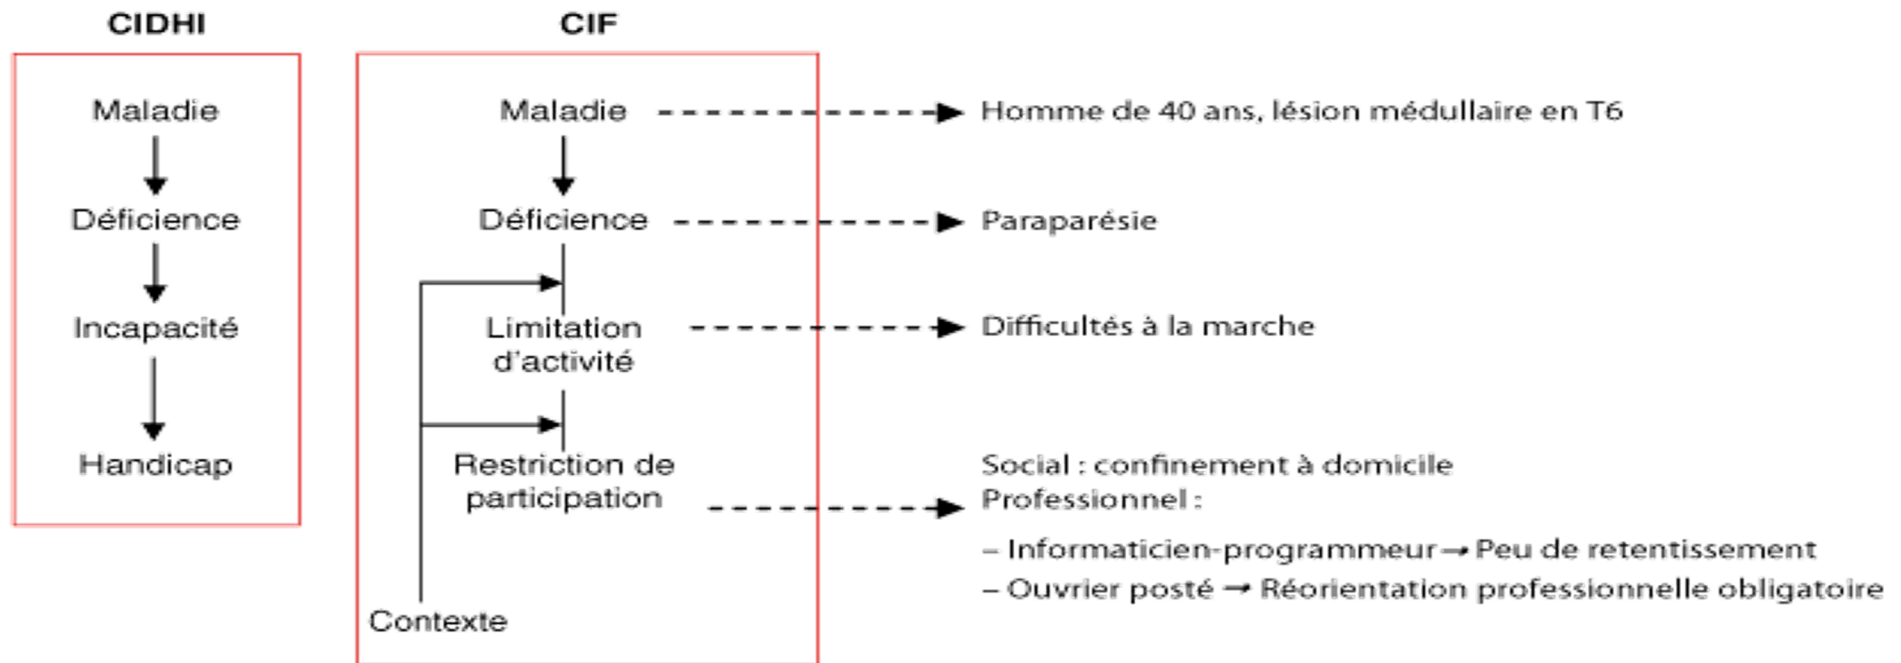 CIDHI
Maladie
Déficience
Incapacité
Handicap
CIF
Maladie
Déficience
Limitation
d'activité
Restriction de
participation
Contexte
Homme de 40 ans, lésion médullaire en T6
Paraparésie
Difficultés à la marche
Social : confinement à domicile
Professionnel :
– Informaticien-programmeur → Peu de retentissement
– Ouvrier posté → Réorientation professionnelle obligatoire